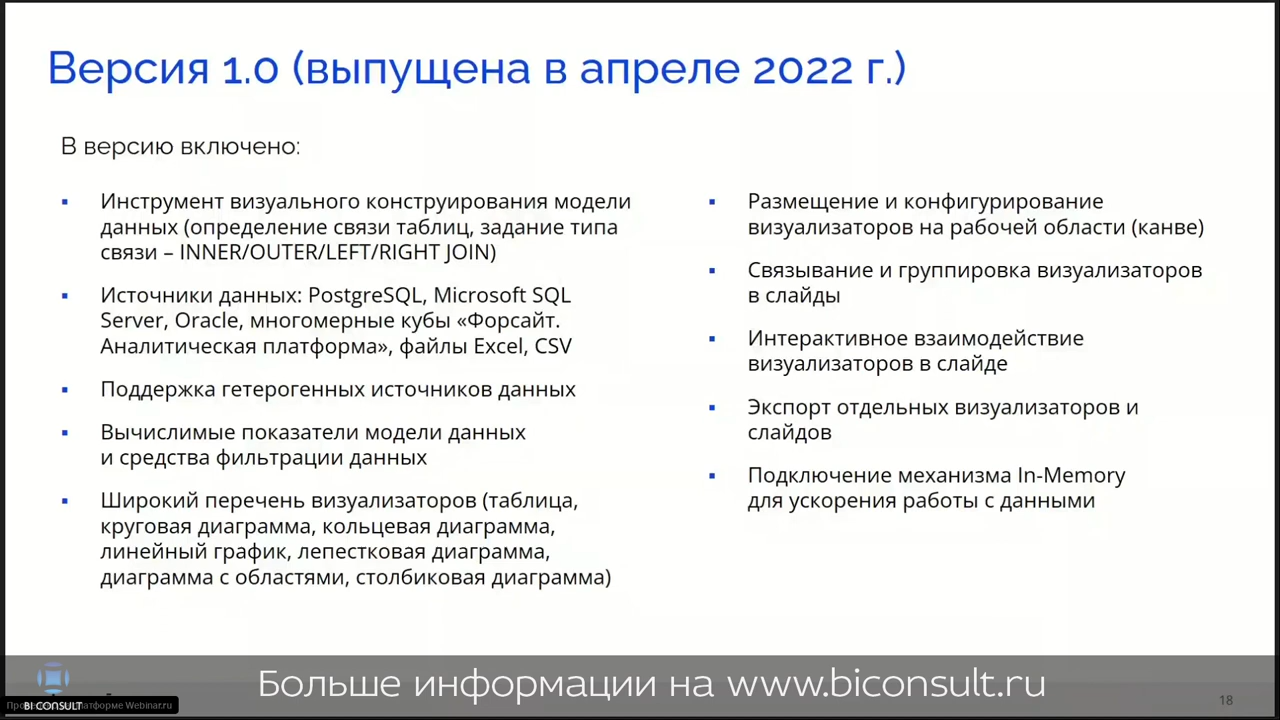 Версия 1.0 (выпущена в апреле 2022 г.)
В версию включено:
▪ Инструмент визуального конструирования модели
данных (определение связи таблиц, задание типа
связи – INNER/OUTER/LEFT/RIGHT JOIN)
▪ Источники данных: PostgreSQL, Microsoft SQL
Server, Oracle, многомерные кубы «Форсайт.
Аналитическая платформа», файлы Excel, CSV
▪ Поддержка гетерогенных источников данных
▪ Вычислимые показатели модели данных
и средства фильтрации данных
▪ Широкий перечень визуализаторов (таблица,
круговая диаграмма, кольцевая диаграмма,
линейный график, лепестковая диаграмма,
диаграмма с областями, столбиковая диаграмма)
▪ Размещение и конфигурирование
визуализаторов на рабочей области (канве)
▪ Связывание и группировка визуализаторов
в слайды
▪ Интерактивное взаимодействие
визуализаторов в слайде
▪ Экспорт отдельных визуализаторов и
слайдов
▪ Подключение механизма In-Memory
для ускорения работы с данными
Больше информации на www.biconsult.ru
BI CONSULT
Webinar.ru
18